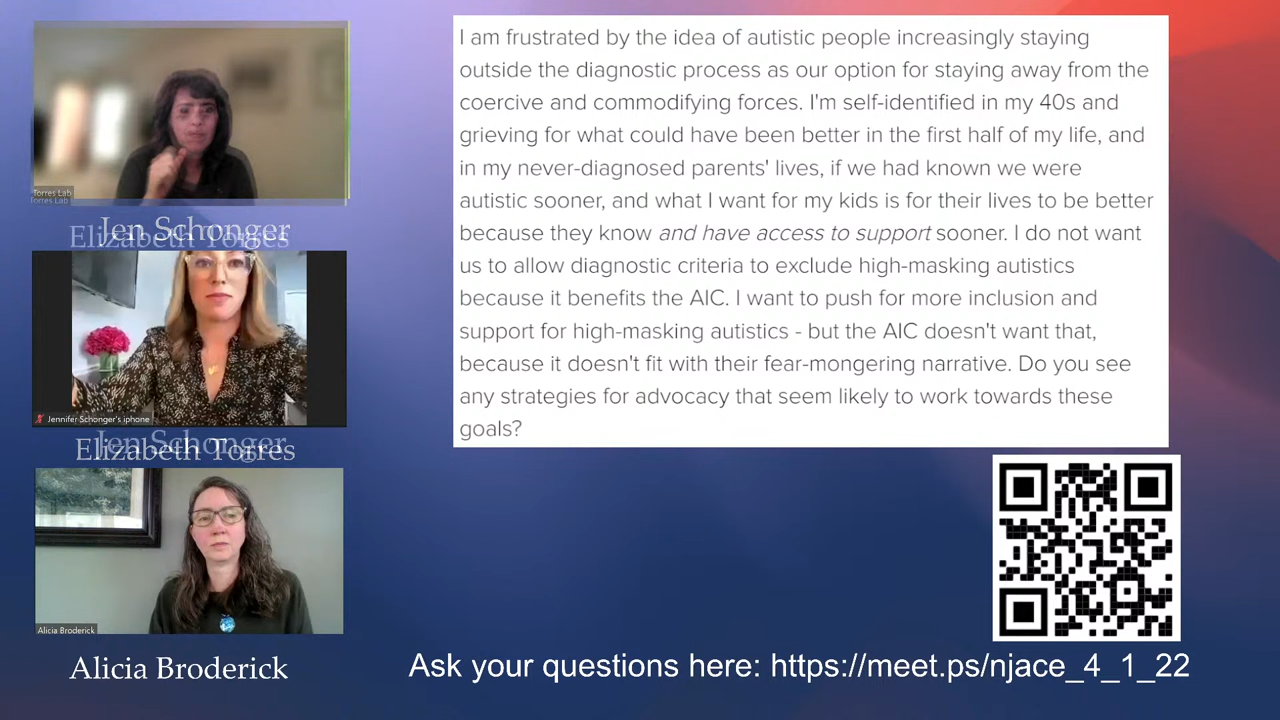 Torres Lab
Torres Lab
Jen Schonger
Elizabeth Torres
Jennifer Schonger's iphone
Jen Schonger
Elizabeth Torres
Alicia Broderick
Alicia Broderick
I am frustrated by the idea of autistic people increasingly staying
outside the diagnostic process as our option for staying away from the
coercive and commodifying forces. I'm self-identified in my 40s and
grieving for what could have been better in the first half of my life, and
in my never-diagnosed parents' lives, if we had known we were
autistic sooner, and what I want for my kids is for their lives to be better
because they know and have access to support sooner. I do not want
us to allow diagnostic criteria to exclude high-masking autistics
because it benefits the AIC. I want to push for more inclusion and
support for high-masking autistics - but the AIC doesn't want that,
because it doesn't fit with their fear-mongering narrative. Do you see
any strategies for advocacy that seem likely to work towards these
goals?
Ask your questions here: https://meet.ps/njace_4_1_22